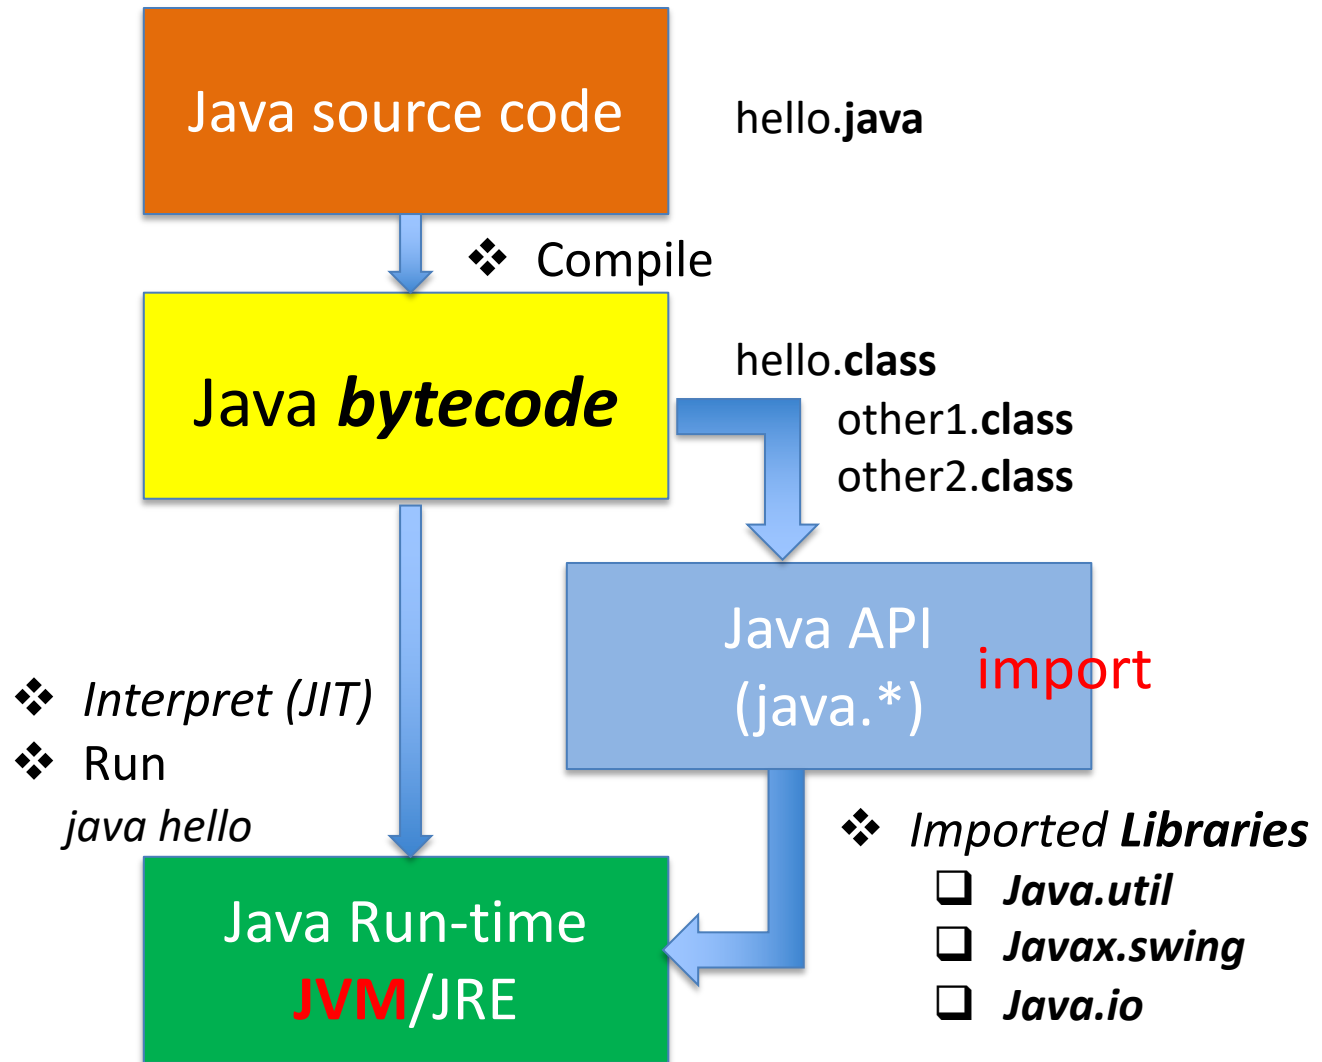 Java source code
hello.java
Compile
Java bytecode
hello.class
other1.class
other2.class
Java API
(java.*)
import
Interpret (JIT)
Run
java hello
Imported Libraries
Java.util
Javax.swing
Java.io
Java Run-time
JVM/JRE